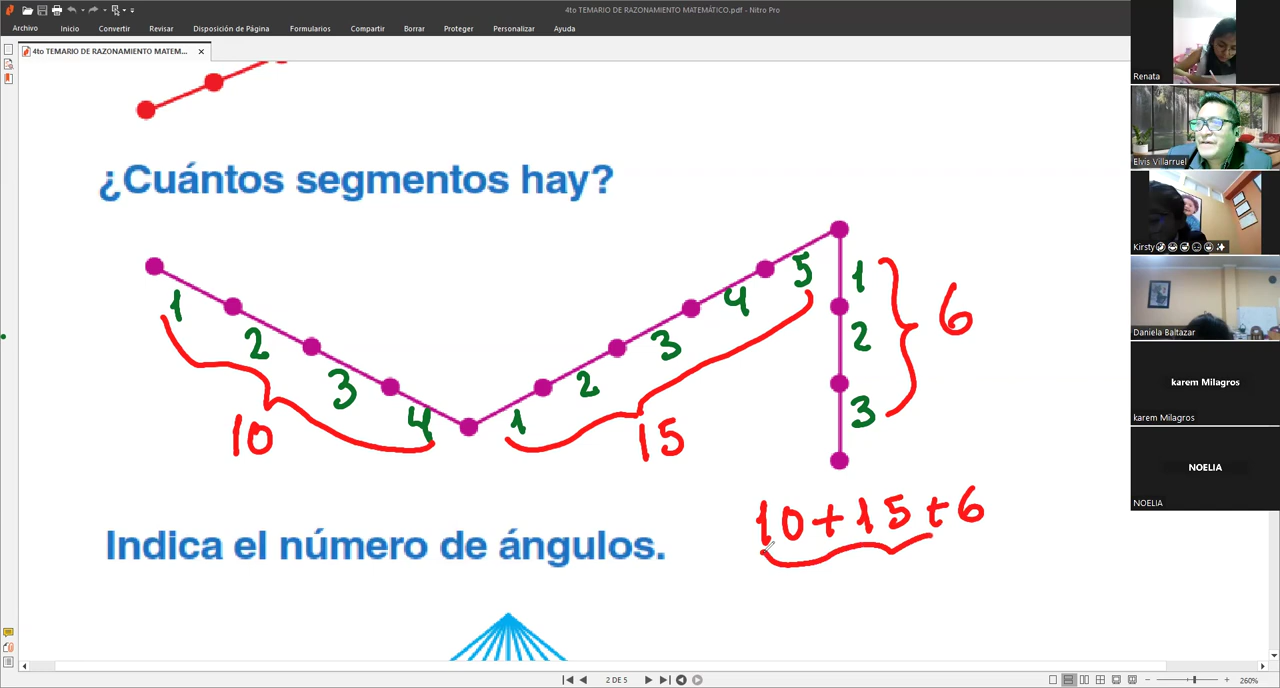 4to TEMARIO DE RAZONAMIENTO MATEMÁTICO.pdf - Nitro Pro
Archivo Inicio Convertir Revisar Disposición de Página Formularios Compartir Borrar Proteger Personalizar Ayuda
4to TEMARIO DE RAZONAMIENTO MATEM...
¿Cuántos segmentos hay?
1 2 3 4
10
1 2 3 4 5
15
1
2
3
6
10+15+6
Indica el número de ángulos.
2 DE 5
260%
Renata
Elvis Villarruel
Kirsty
Daniela Baltazar
karem Milagros
karem Milagros
NOELIA
NOELIA